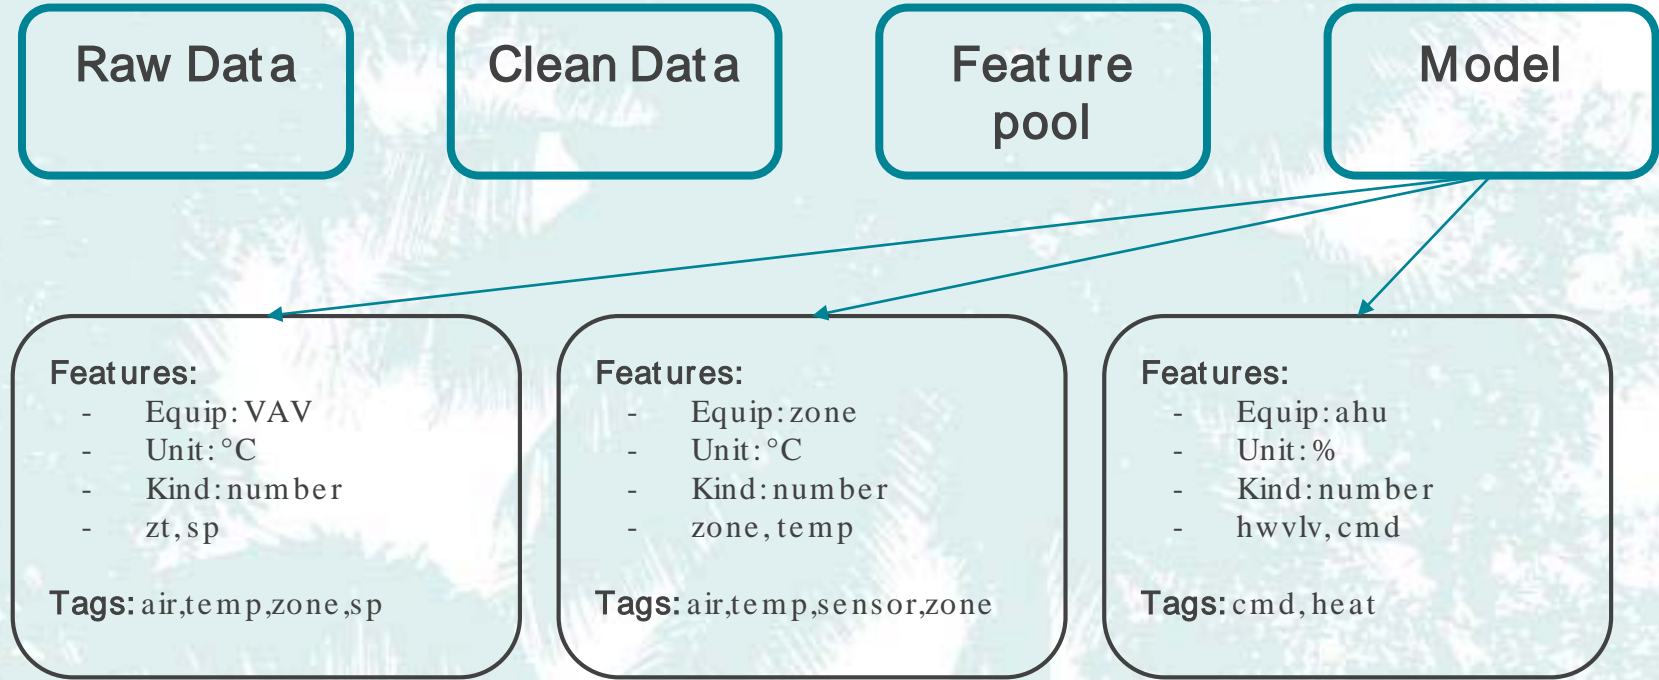 Raw Data
Clean Data
Feature
pool
Model
Features:
- Equip: VAV
- Unit: °C
- Kind: number
- zt, sp
Tags: air,temp,zone,sp
Features:
- Equip: zone
- Unit: °C
- Kind: number
- zone, temp
Tags: air,temp,sensor,zone
Features:
- Equip: ahu
- Unit: %
- Kind: number
- hwvlv, cmd
Tags: cmd, heat